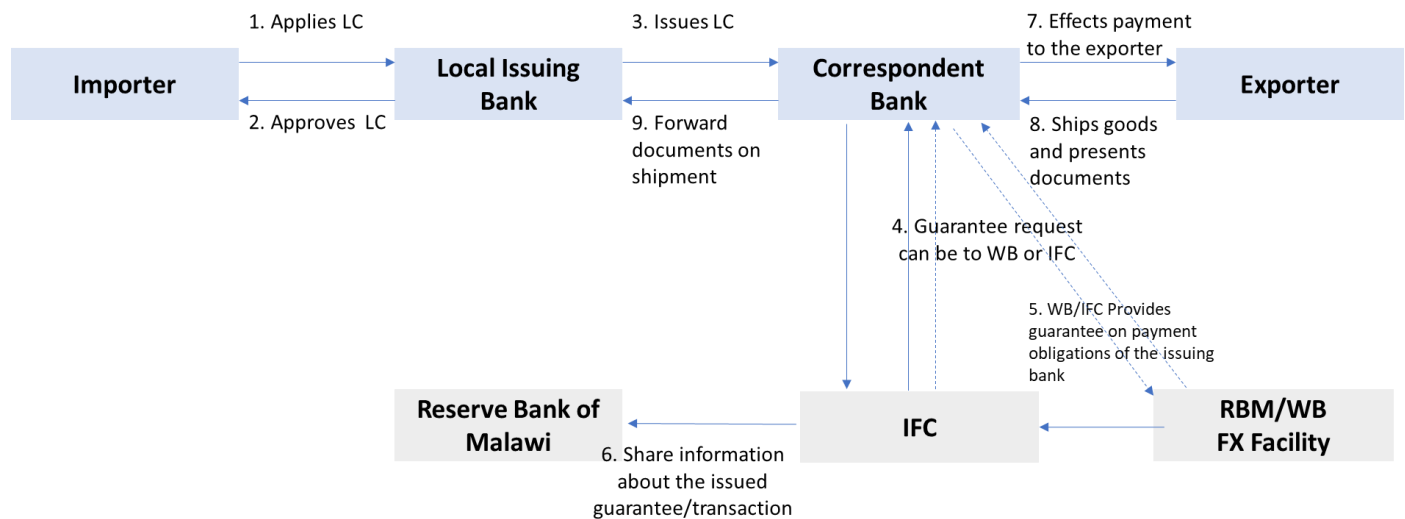 1. Applies LC
3. Issues LC
7. Effects payment
to the exporter
Importer
Local Issuing
Bank
Correspondent
Bank
Exporter
2. Approves LC
9. Forward
documents on
shipment
8. Ships goods
and presents
documents
4. Guarantee request
can be to WB or IFC
5. WB/IFC Provides
guarantee on payment
obligations of the issuing
bank
Reserve Bank of
Malawi
IFC
RBM/WB
FX Facility
6. Share information
about the issued
guarantee/transaction